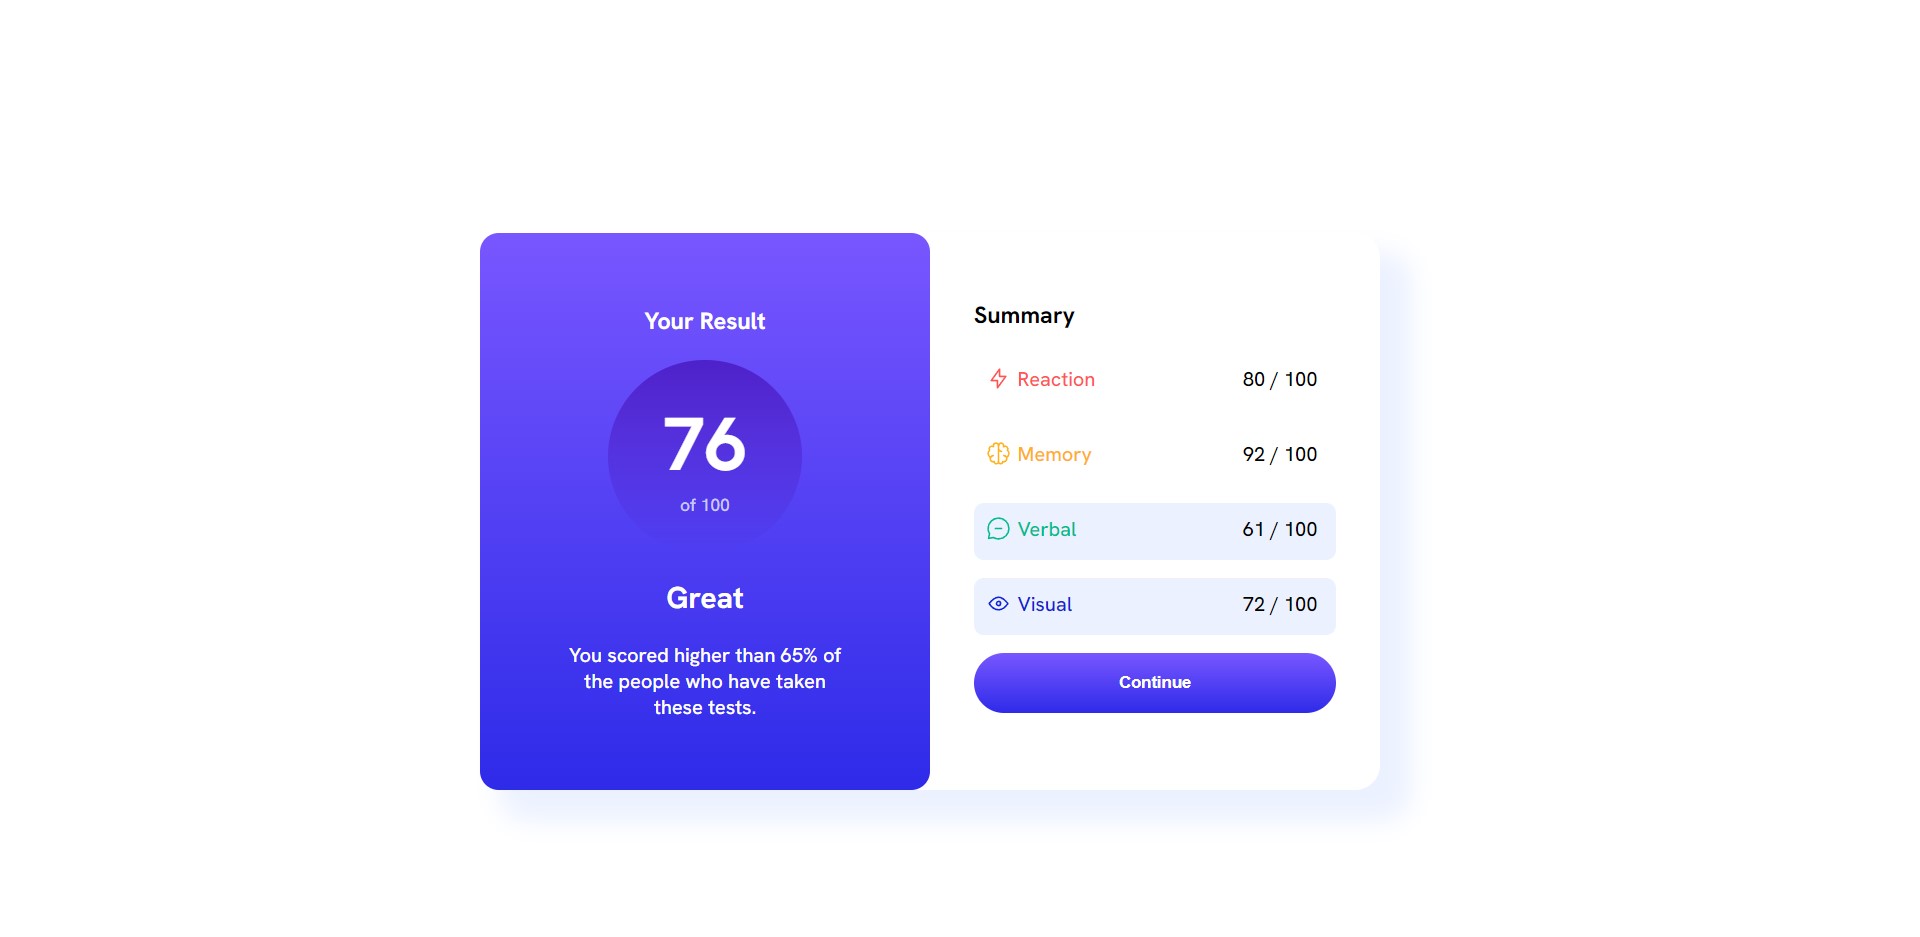 Your Result
76
of 100
Great
You scored higher than 65% of
the people who have taken
these tests.
Summary
Reaction 80 / 100
Memory 92 / 100
Verbal 61 / 100
Visual 72 / 100
Continue